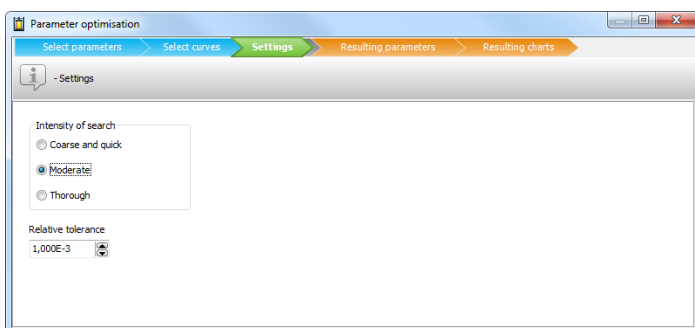 Parameter optimisation
Select parameters Select curves Settings Resulting parameters Resulting charts
i - Settings
Intensity of search
Coarse and quick
Moderate
Thorough
Relative tolerance
1,000E-3